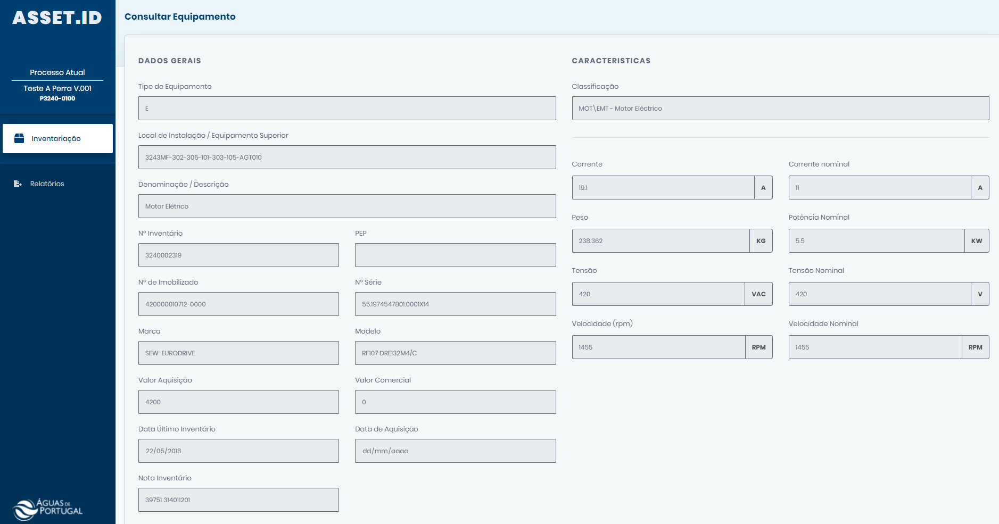 ASSET.ID
Processo Atual
Teste A Perra V.001
P3240-0100
Inventariação
Relatórios
ÁGUAS DE
PORTUGAL
Consultar Equipamento
DADOS GERAIS
Tipo de Equipamento
E
Local de Instalação / Equipamento Superior
3243MF-302-305-101-303-105-AGT010
Denominação / Descrição
Motor Elétrico
Nº Inventário PEP
3240002319
Nº de Imobilizado Nº Série
420000010712-0000 55.1974547801.0001X14
Marca Modelo
SEW-EURODRIVE RF107 DRE132M4/C
Valor Aquisição Valor Comercial
4200 0
Data Último Inventário Data de Aquisição
22/05/2018 dd/mm/aaaa
Nota Inventário
39751 314011201
CARACTERISTICAS
Classificação
MOT\EMT - Motor Eléctrico
Corrente Corrente nominal
19.1 A 11 A
Peso Potência Nominal
238.362 KG 5.5 KW
Tensão Tensão Nominal
420 VAC 420 V
Velocidade (rpm) Velocidade Nominal
1455 RPM 1455 RPM